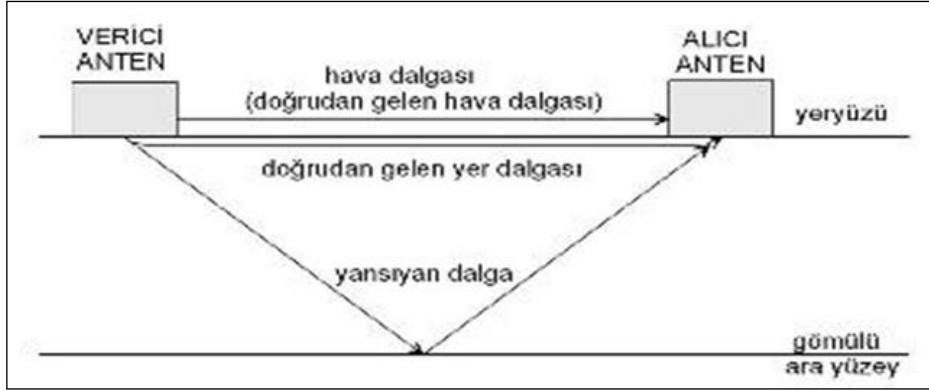 VERİCİ
ANTEN
ALICI
ANTEN
hava dalgası
(doğrudan gelen hava dalgası)
yeryüzü
doğrudan gelen yer dalgası
yansıyan dalga
gömülü
ara yüzey